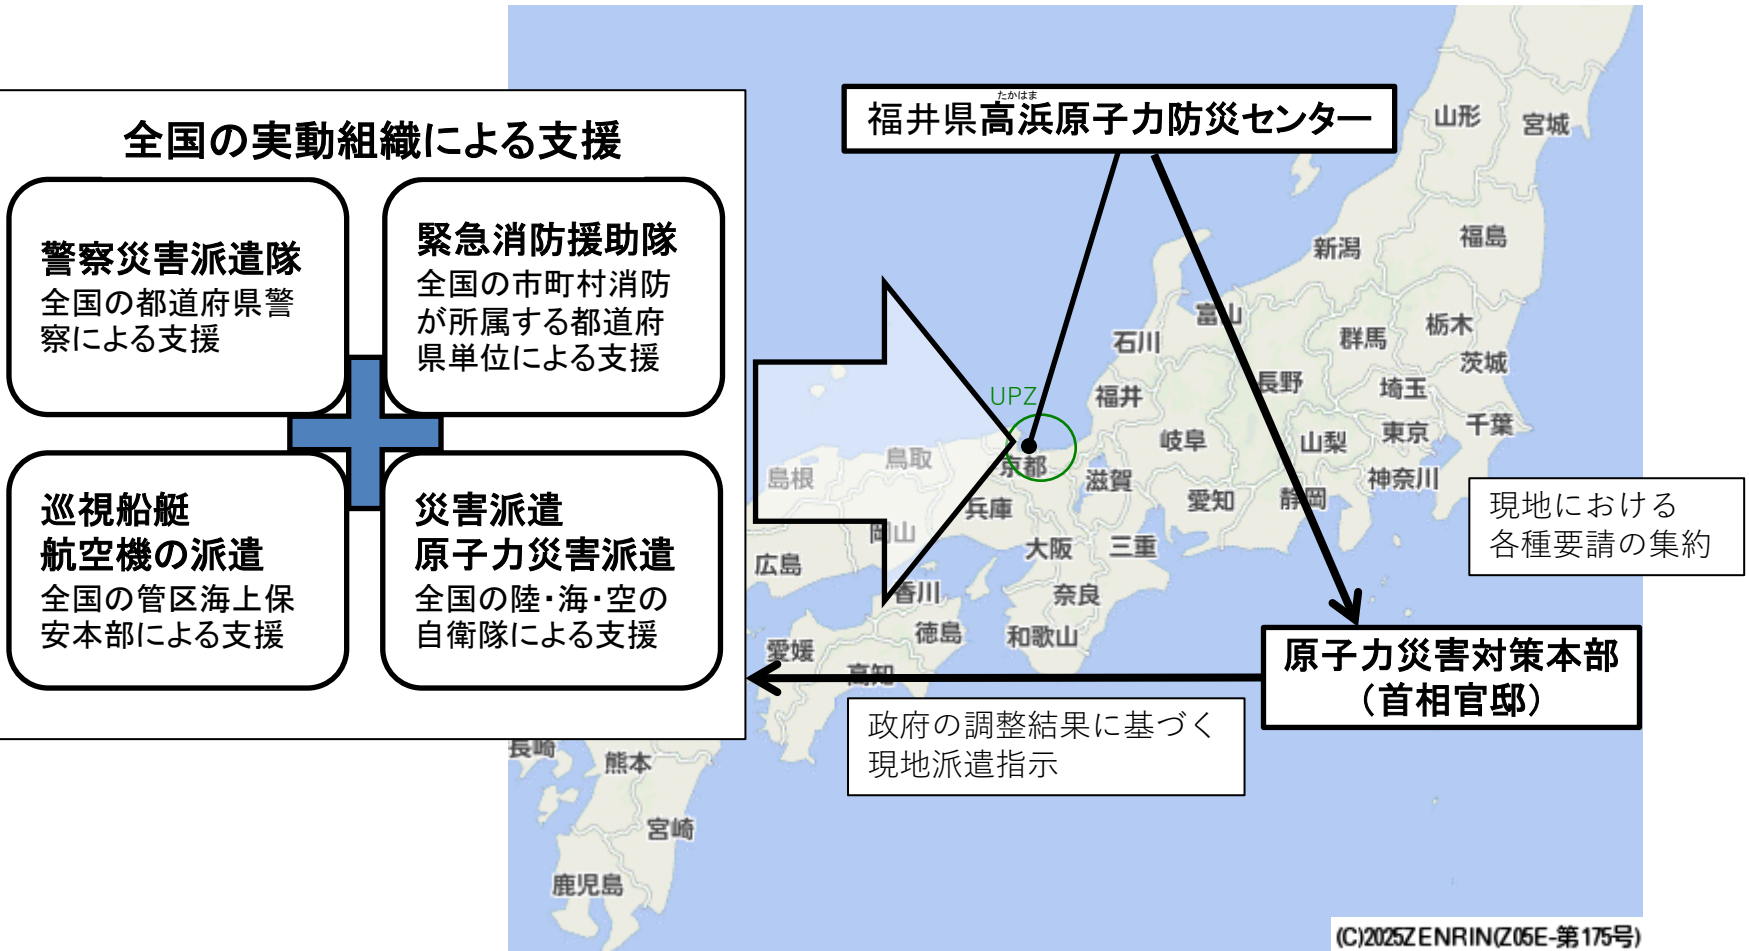 全国の実動組織による支援
警察災害派遣隊
全国の都道府県警
察による支援
緊急消防援助隊
全国の市町村消防
が所属する都道府
県単位による支援
巡視船艇
航空機の派遣
全国の管区海上保
安本部による支援
災害派遣
原子力災害派遣
全国の陸・海・空の
自衛隊による支援
たかはま
福井県高浜原子力防災センター
現地における
各種要請の集約
原子力災害対策本部
（首相官邸）
政府の調整結果に基づく
現地派遣指示
UPZ
山形
宮城
新潟
福島
富山
石川
群馬
栃木
茨城
福井
長野
埼玉
岐阜
山梨
東京
千葉
島根
鳥取
京都
滋賀
愛知
静岡
神奈川
兵庫
岡山
大阪
三重
広島
香川
奈良
愛媛
徳島
和歌山
高知
長崎
熊本
宮崎
鹿児島
(C)2025ZENRIN(Z05E-第175号)